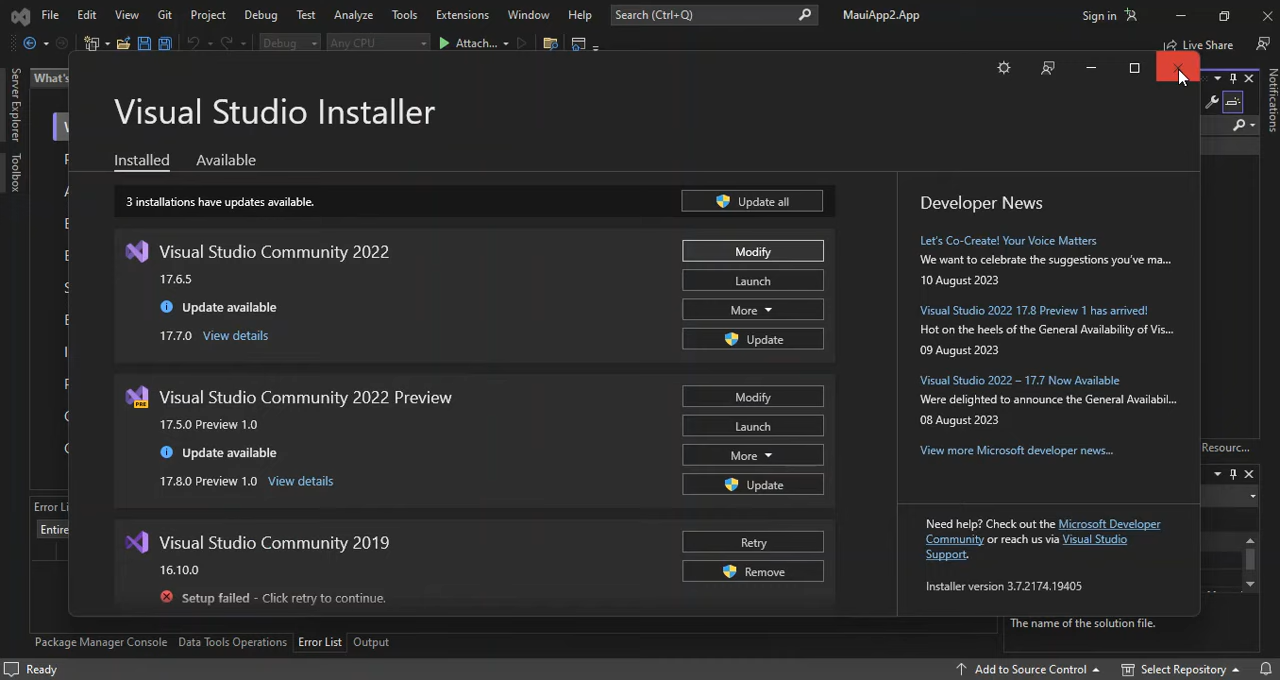 File Edit View Git Project Debug Test Analyze Tools Extensions Window Help Search (Ctrl+Q) MauiApp2.App Sign in
Debug Any CPU Attach... Live Share
Server Explorer
Toolbox
What's
Notifications
Visual Studio Installer
Installed Available
3 installations have updates available. Update all
Visual Studio Community 2022 Modify
17.6.5 Launch
Update available More
17.7.0 View details Update
Visual Studio Community 2022 Preview Modify
PRE
17.5.0 Preview 1.0 Launch
Update available More
17.8.0 Preview 1.0 View details Update
Visual Studio Community 2019 Retry
16.10.0 Remove
Setup failed - Click retry to continue.
Developer News
Let's Co-Create! Your Voice Matters
We want to celebrate the suggestions you've ma...
10 August 2023
Visual Studio 2022 17.8 Preview 1 has arrived!
Hot on the heels of the General Availability of Vis...
09 August 2023
Visual Studio 2022 – 17.7 Now Available
Were delighted to announce the General Availabil...
08 August 2023
View more Microsoft developer news...
Need help? Check out the Microsoft Developer
Community or reach us via Visual Studio
Support.
Installer version 3.7.2174.19405
Resourc...
Error Li
Entire
The name of the solution file.
Package Manager Console Data Tools Operations Error List Output
Ready Add to Source Control Select Repository